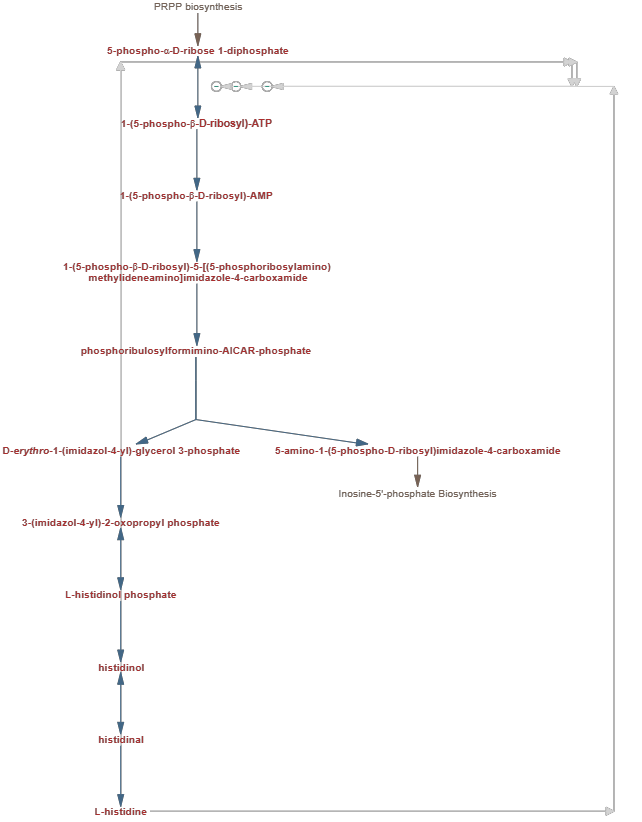 PRPP biosynthesis
5-phospho-α-D-ribose 1-diphosphate
1-(5-phospho-β-D-ribosyl)-ATP
1-(5-phospho-β-D-ribosyl)-AMP
1-(5-phospho-β-D-ribosyl)-5-[(5-phosphoribosylamino)
methylideneamino]imidazole-4-carboxamide
phosphoribulosylformimino-AICAR-phosphate
D-erythro-1-(imidazol-4-yl)-glycerol 3-phosphate
5-amino-1-(5-phospho-D-ribosyl)imidazole-4-carboxamide
Inosine-5'-phosphate Biosynthesis
3-(imidazol-4-yl)-2-oxopropyl phosphate
L-histidinol phosphate
histidinol
histidinal
L-histidine